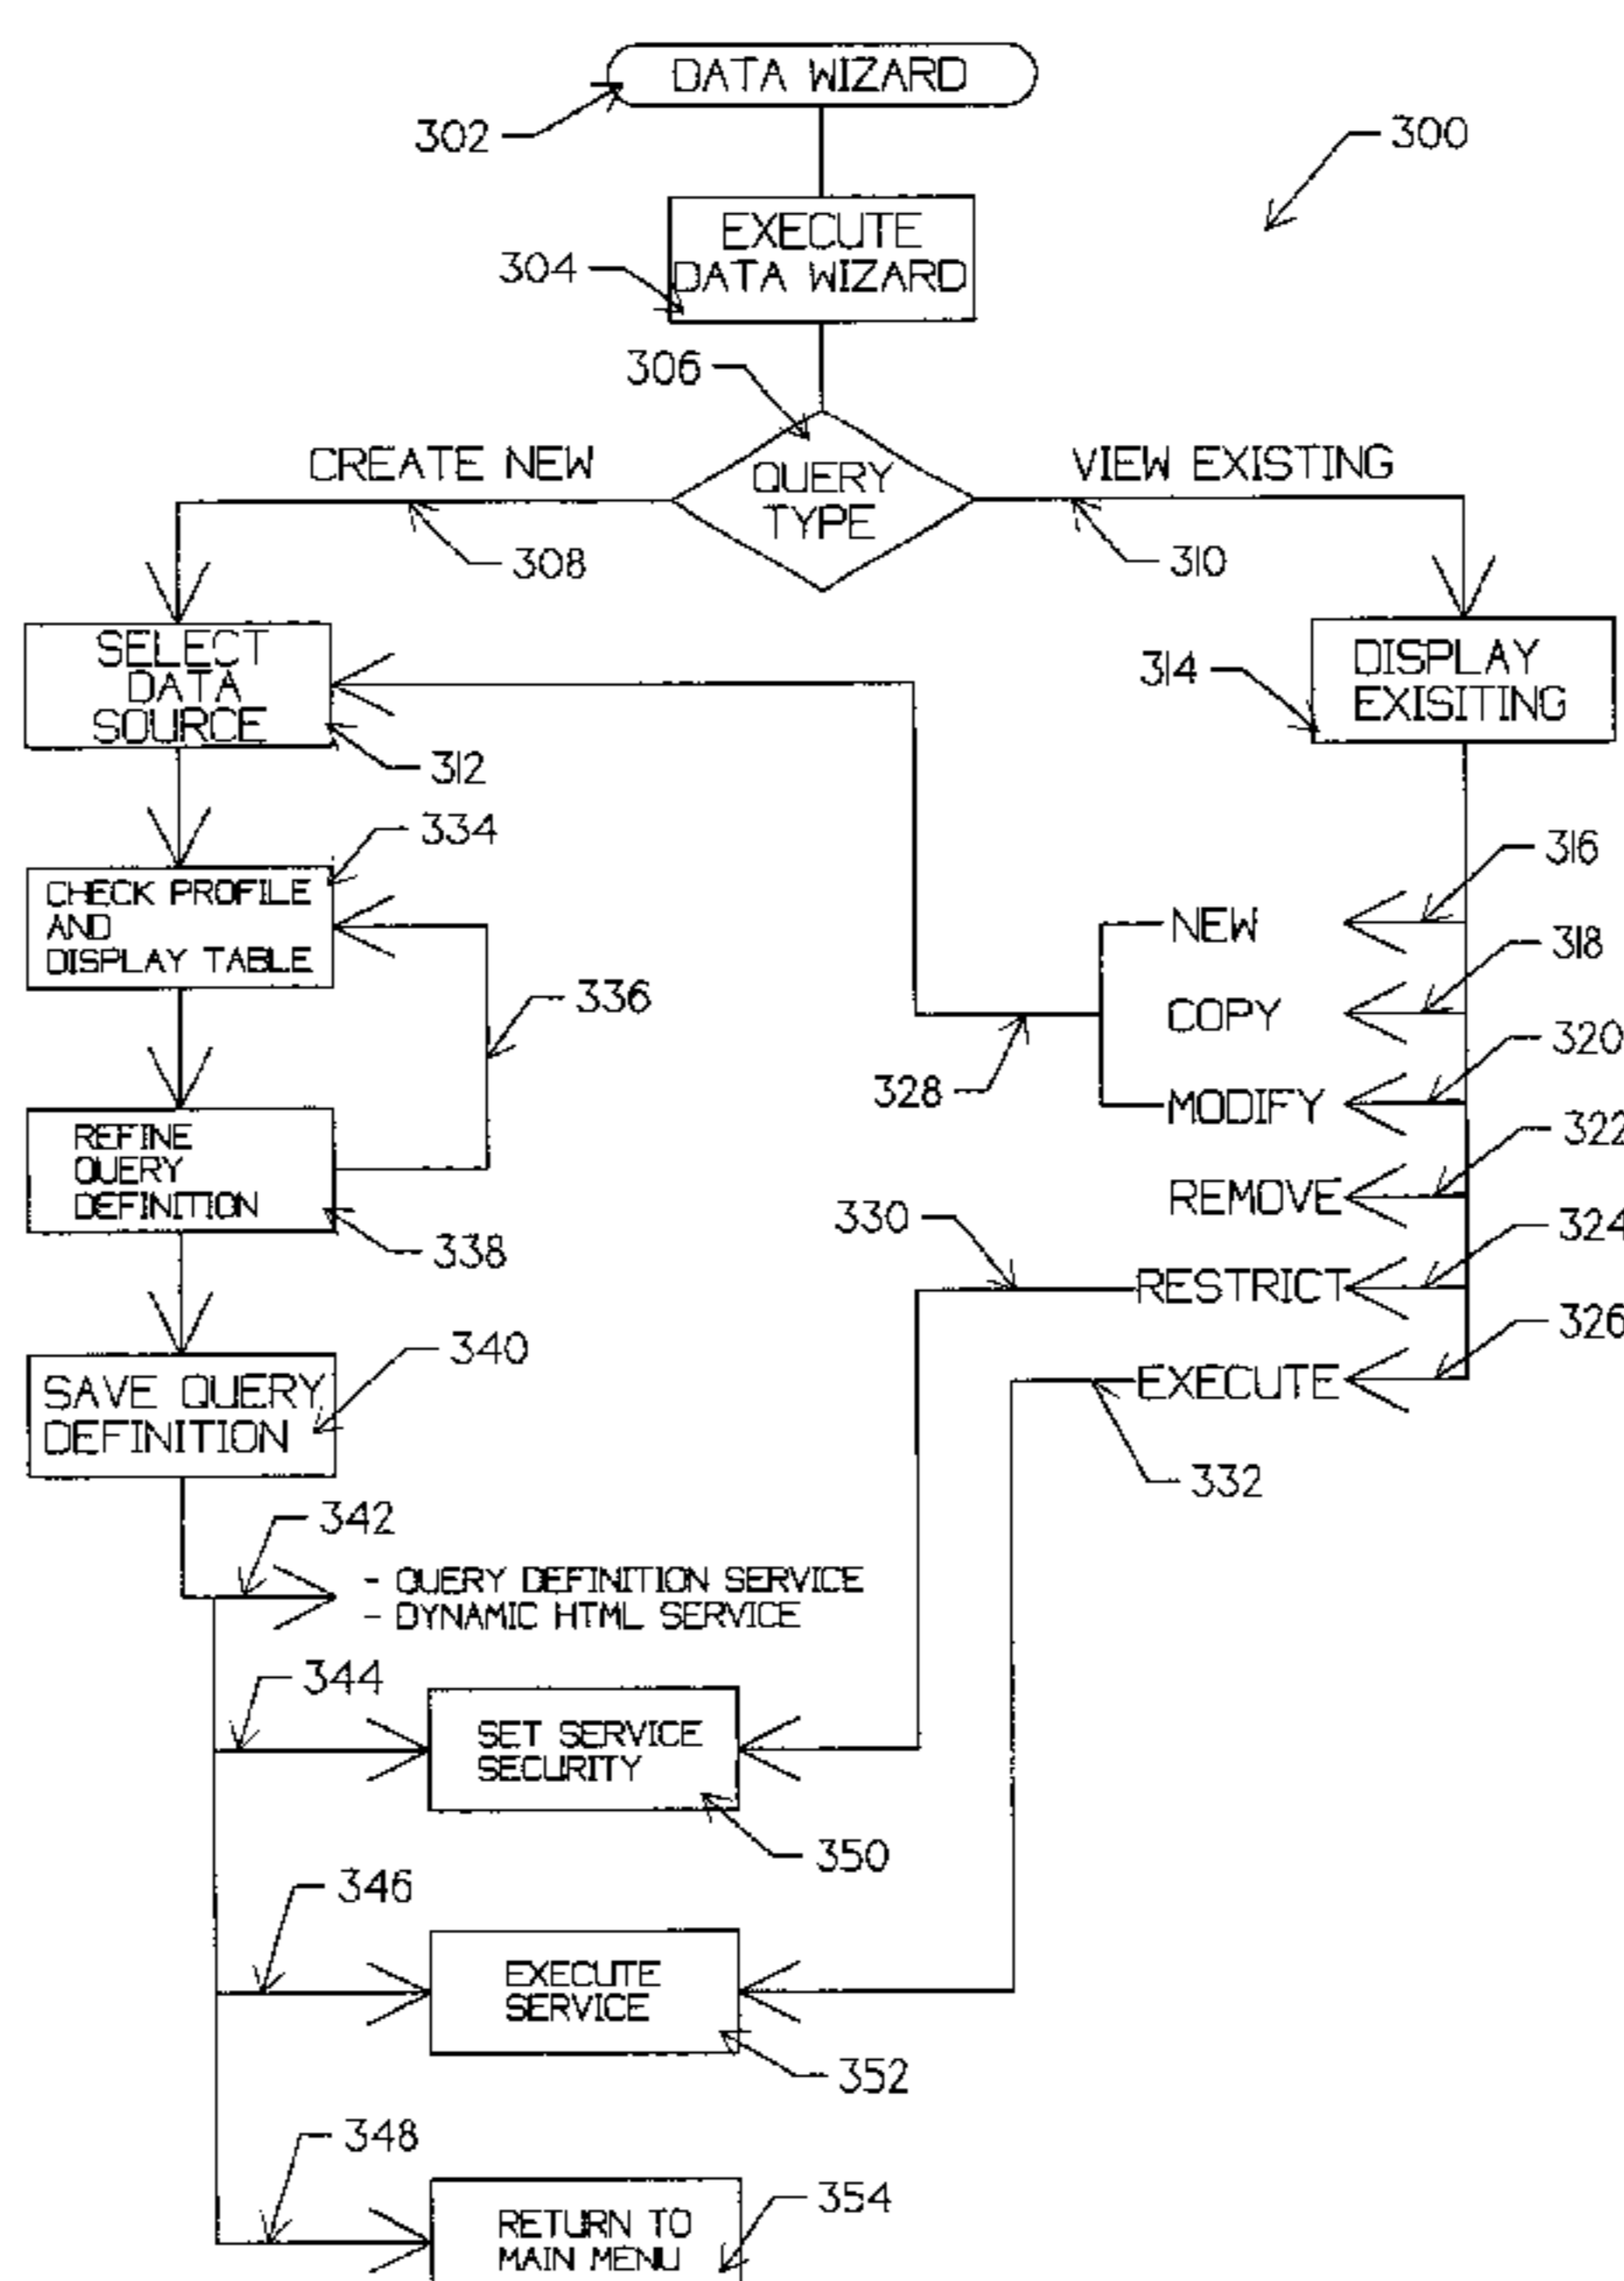 DATA WIZARD
302
300
EXECUTE
DATA WIZARD
304
306
CREATE NEW
QUERY
TYPE
VIEW EXISTING
308
310
SELECT
DATA
SOURCE
312
314
DISPLAY
EXISITING
334
CHECK PROFILE
AND
DISPLAY TABLE
336
316
NEW
318
COPY
320
328
MODIFY
322
REMOVE
REFINE
QUERY
DEFINITION
338
330
324
RESTRICT
326
340
EXECUTE
SAVE QUERY
DEFINITION
332
342
- QUERY DEFINITION SERVICE
- DYNAMIC HTML SERVICE
344
SET SERVICE
SECURITY
350
346
EXECUTE
SERVICE
352
348
354
RETURN TO
MAIN MENU